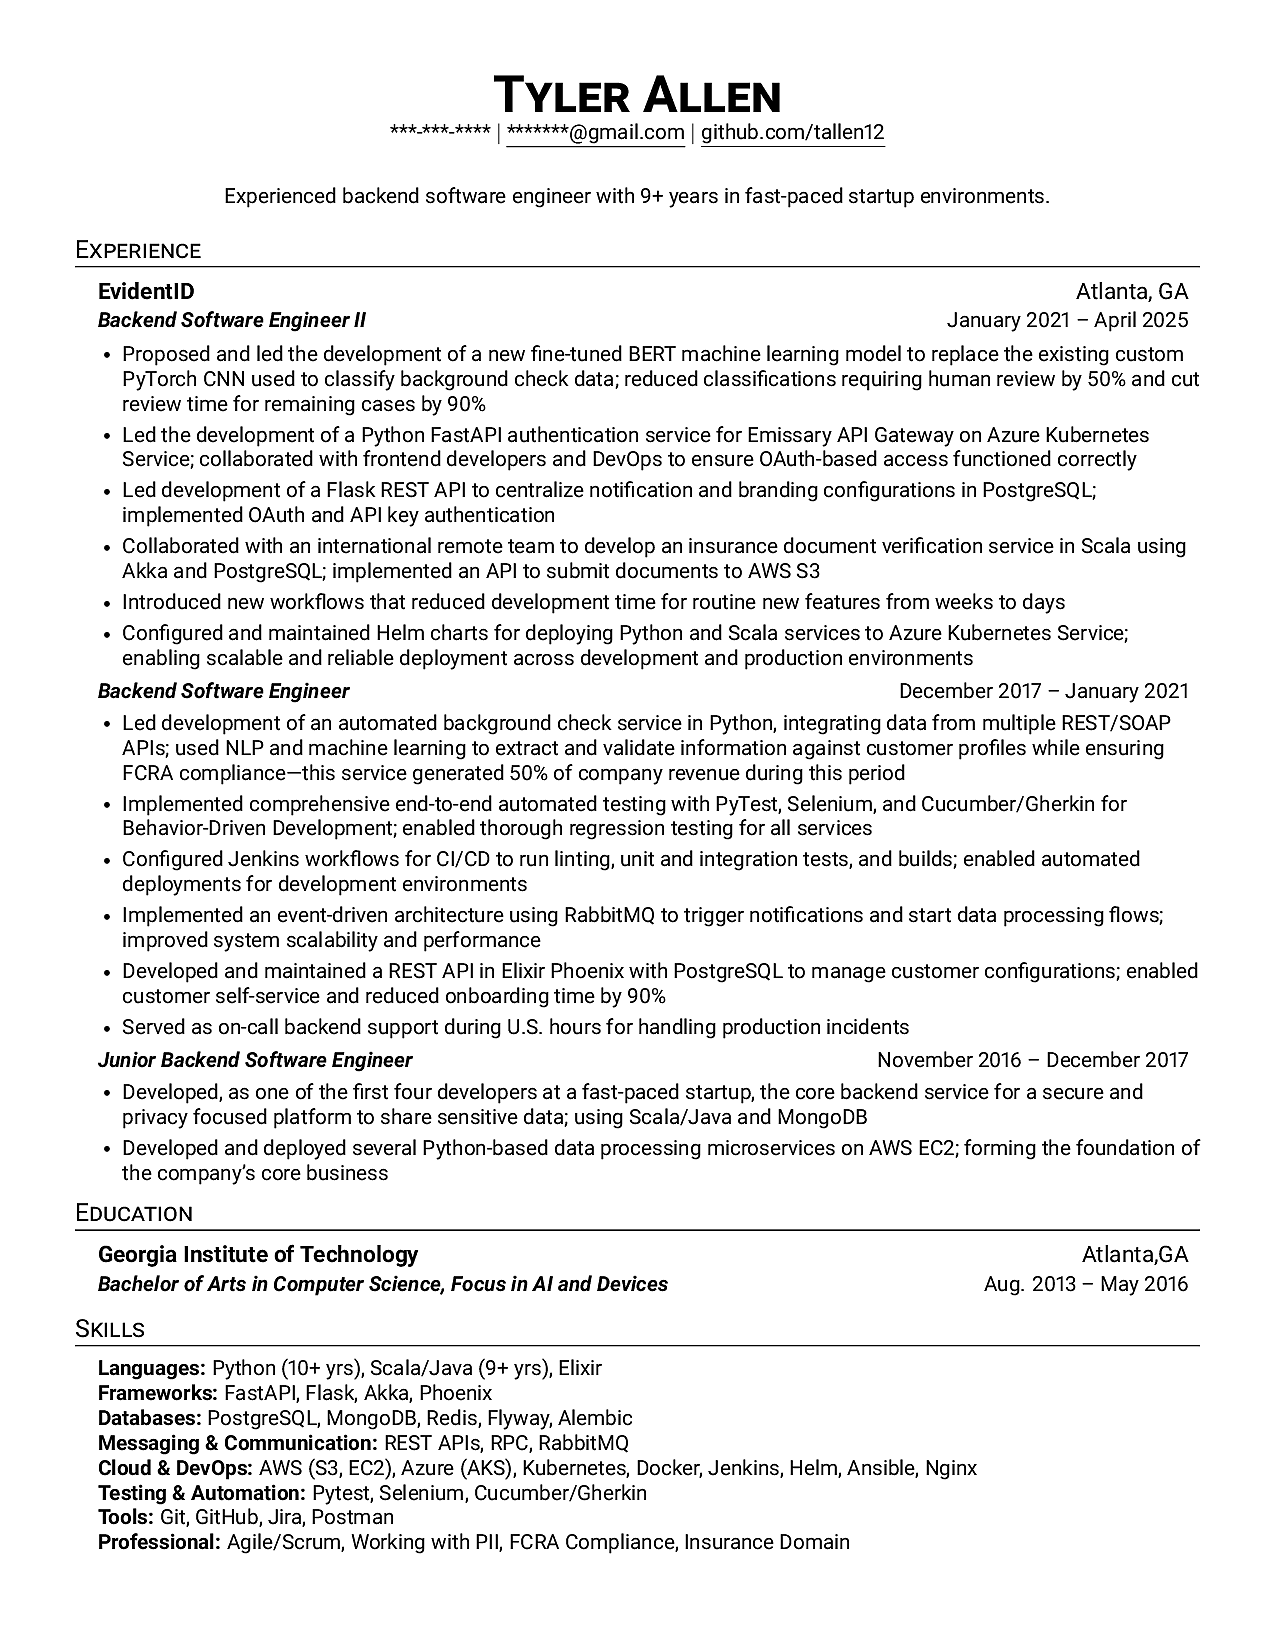 TYLER ALLEN
***-***-**** | *******@gmail.com | github.com/tallen12
Experienced backend software engineer with 9+ years in fast-paced startup environments.
EXPERIENCE
EvidentID Atlanta, GA
Backend Software Engineer II January 2021 – April 2025
• Proposed and led the development of a new fine-tuned BERT machine learning model to replace the existing custom
PyTorch CNN used to classify background check data; reduced classifications requiring human review by 50% and cut
review time for remaining cases by 90%
• Led the development of a Python FastAPI authentication service for Emissary API Gateway on Azure Kubernetes
Service; collaborated with frontend developers and DevOps to ensure OAuth-based access functioned correctly
• Led development of a Flask REST API to centralize notification and branding configurations in PostgreSQL;
implemented OAuth and API key authentication
• Collaborated with an international remote team to develop an insurance document verification service in Scala using
Akka and PostgreSQL; implemented an API to submit documents to AWS S3
• Introduced new workflows that reduced development time for routine new features from weeks to days
• Configured and maintained Helm charts for deploying Python and Scala services to Azure Kubernetes Service;
enabling scalable and reliable deployment across development and production environments
Backend Software Engineer December 2017 – January 2021
• Led development of an automated background check service in Python, integrating data from multiple REST/SOAP
APIs; used NLP and machine learning to extract and validate information against customer profiles while ensuring
FCRA compliance—this service generated 50% of company revenue during this period
• Implemented comprehensive end-to-end automated testing with PyTest, Selenium, and Cucumber/Gherkin for
Behavior-Driven Development; enabled thorough regression testing for all services
• Configured Jenkins workflows for CI/CD to run linting, unit and integration tests, and builds; enabled automated
deployments for development environments
• Implemented an event-driven architecture using RabbitMQ to trigger notifications and start data processing flows;
improved system scalability and performance
• Developed and maintained a REST API in Elixir Phoenix with PostgreSQL to manage customer configurations; enabled
customer self-service and reduced onboarding time by 90%
• Served as on-call backend support during U.S. hours for handling production incidents
Junior Backend Software Engineer November 2016 – December 2017
• Developed, as one of the first four developers at a fast-paced startup, the core backend service for a secure and
privacy focused platform to share sensitive data; using Scala/Java and MongoDB
• Developed and deployed several Python-based data processing microservices on AWS EC2; forming the foundation of
the company’s core business
EDUCATION
Georgia Institute of Technology Atlanta,GA
Bachelor of Arts in Computer Science, Focus in AI and Devices Aug. 2013 – May 2016
SKILLS
Languages: Python (10+ yrs), Scala/Java (9+ yrs), Elixir
Frameworks: FastAPI, Flask, Akka, Phoenix
Databases: PostgreSQL, MongoDB, Redis, Flyway, Alembic
Messaging & Communication: REST APIs, RPC, RabbitMQ
Cloud & DevOps: AWS (S3, EC2), Azure (AKS), Kubernetes, Docker, Jenkins, Helm, Ansible, Nginx
Testing & Automation: Pytest, Selenium, Cucumber/Gherkin
Tools: Git, GitHub, Jira, Postman
Professional: Agile/Scrum, Working with PII, FCRA Compliance, Insurance Domain